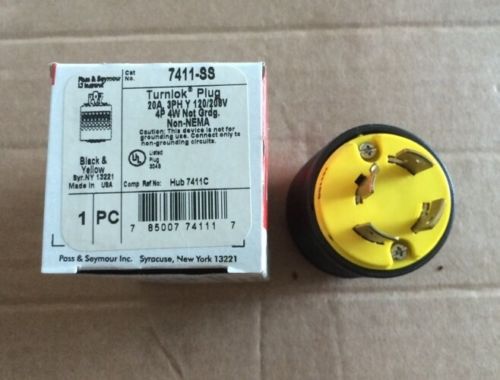 Pass & Seymour
legrand
Cat
No.
7411-SS
Turnlok® Plug
20A, 3PH Y 120/208V
4P 4W Not Grdg.
Non-NEMA
Caution: This device is not for
grounding use. Connect only to
non-grounding circuits.
Black &
Yellow
Syr. NY 13221
Made in USA
UL
Listed
Plug
Comp Ref No: Hub 7411C
1 PC
7 85007 74111 7
Pass & Seymour Inc. Syracuse, New York 13221